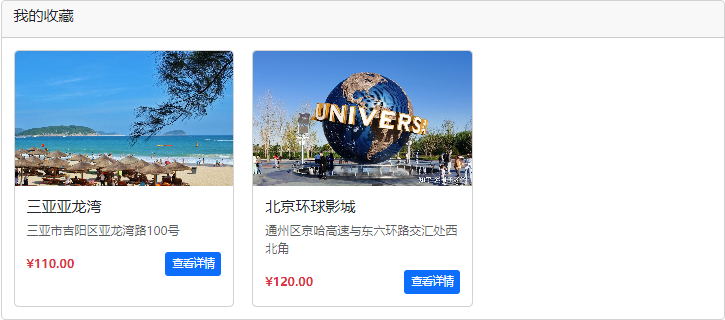 我的收藏
UNIVERSA
三亚亚龙湾
三亚市吉阳区亚龙湾路100号
¥110.00
查看详情
北京环球影城
通州区京哈高速与东六环路交汇处西
北角
¥120.00
查看详情